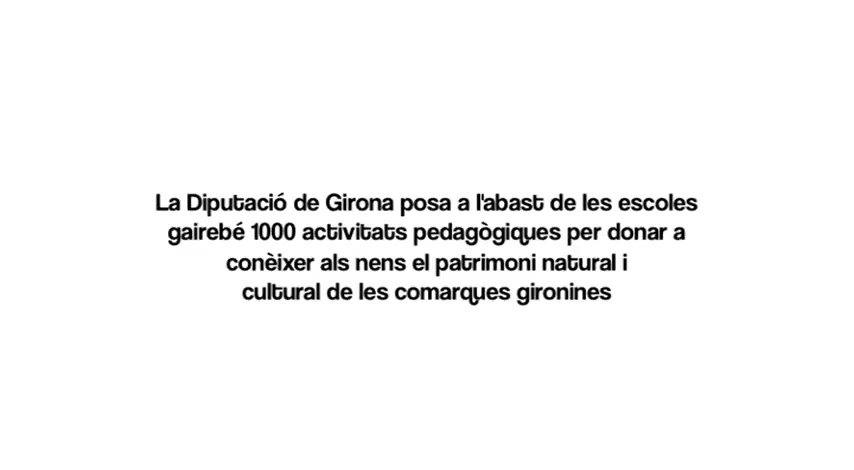 La Diputació de Girona posa a l'abast de les escoles
gairebé 1000 activitats pedagògiques per donar a
conèixer als nens el patrimoni natural i
cultural de les comarques gironines